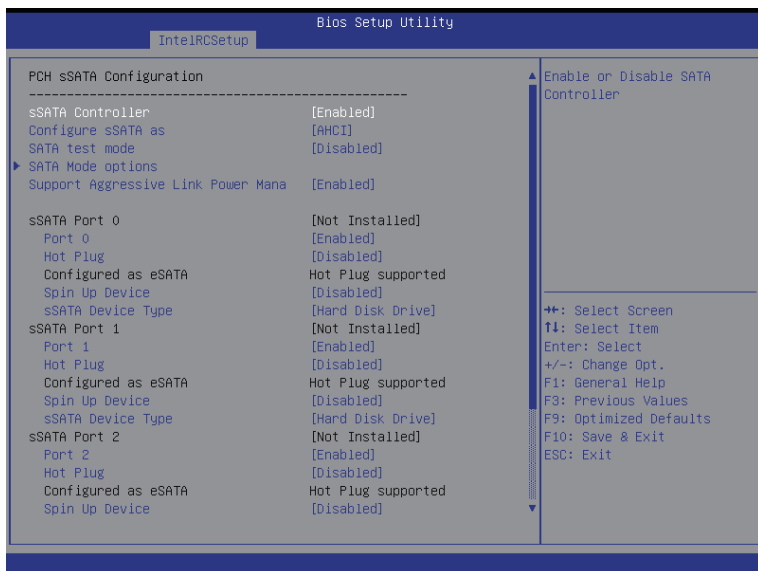 Bios Setup Utility
IntelRCSetup
PCH sSATA Configuration
------------------------------------------------
sSATA Controller [Enabled]
Configure sSATA as [AHCI]
SATA test mode [Disabled]
SATA Mode options
Support Aggressive Link Power Mana [Enabled]
sSATA Port 0 [Not Installed]
Port 0 [Enabled]
Hot Plug [Disabled]
Configured as eSATA Hot Plug supported
Spin Up Device [Disabled]
sSATA Device Type [Hard Disk Drive]
sSATA Port 1 [Not Installed]
Port 1 [Enabled]
Hot Plug [Disabled]
Configured as eSATA Hot Plug supported
Spin Up Device [Disabled]
sSATA Device Type [Hard Disk Drive]
sSATA Port 2 [Not Installed]
Port 2 [Enabled]
Hot Plug [Disabled]
Configured as eSATA Hot Plug supported
Spin Up Device [Disabled]
Enable or Disable SATA
Controller
→←: Select Screen
↑↓: Select Item
Enter: Select
+/-: Change Opt.
F1: General Help
F3: Previous Values
F9: Optimized Defaults
F10: Save & Exit
ESC: Exit